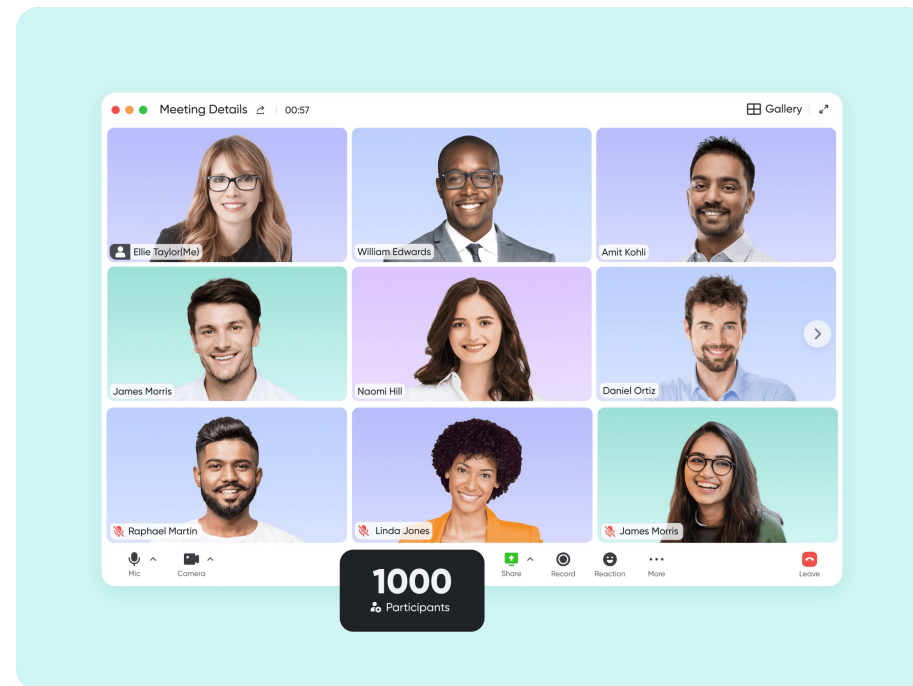 Meeting Details 00:57 Gallery
Ellie Taylor(Me) William Edwards Amit Kohli
James Morris Naomi Hill Daniel Ortiz
Raphael Martin Linda Jones James Morris
Mic Camera Share Record Reaction More Leave
1000
Participants